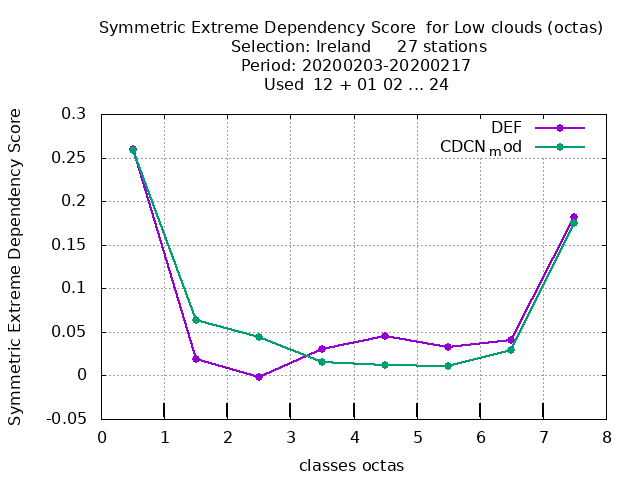 Symmetric Extreme Dependency Score for Low clouds (octas)
Selection: Ireland 27 stations
Period: 20200203-20200217
Used 12 + 01 02 ... 24
Symmetric Extreme Dependency Score
0.3
0.25
0.2
0.15
0.1
0.05
0
-0.05
DEF
CDCNmod
0 1 2 3 4 5 6 7 8
classes octas